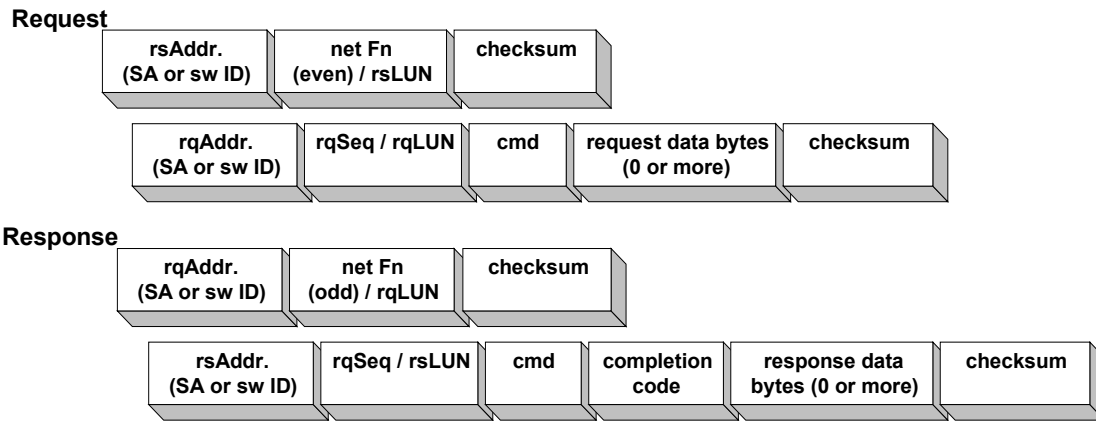 Request
rsAddr.
(SA or sw ID)
net Fn
(even) / rsLUN
checksum
rqAddr.
(SA or sw ID)
rqSeq / rqLUN
cmd
request data bytes
(0 or more)
checksum
Response
rqAddr.
(SA or sw ID)
net Fn
(odd) / rqLUN
checksum
rsAddr.
(SA or sw ID)
rqSeq / rsLUN
cmd
completion
code
response data
bytes (0 or more)
checksum